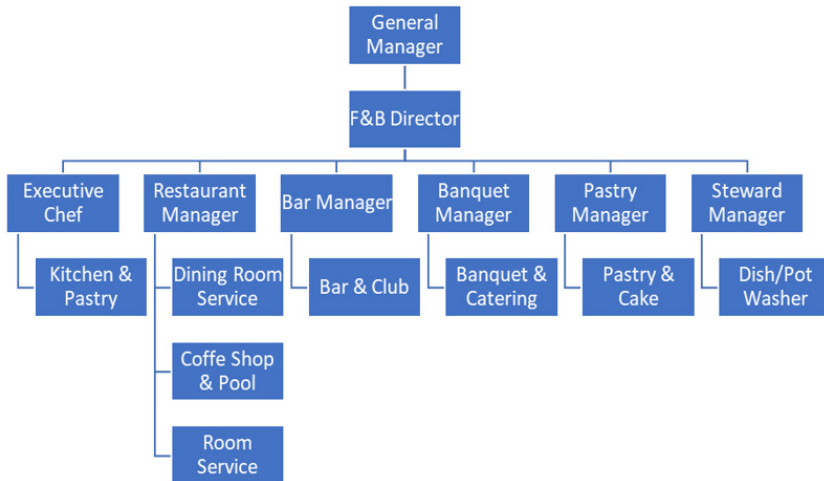 General
Manager
F&B Director
Executive
Chef
Restaurant
Manager
Bar Manager
Banquet
Manager
Pastry
Manager
Steward
Manager
Kitchen &
Pastry
Dining Room
Service
Bar & Club
Banquet &
Catering
Pastry &
Cake
Dish/Pot
Washer
Coffe Shop
& Pool
Room
Service